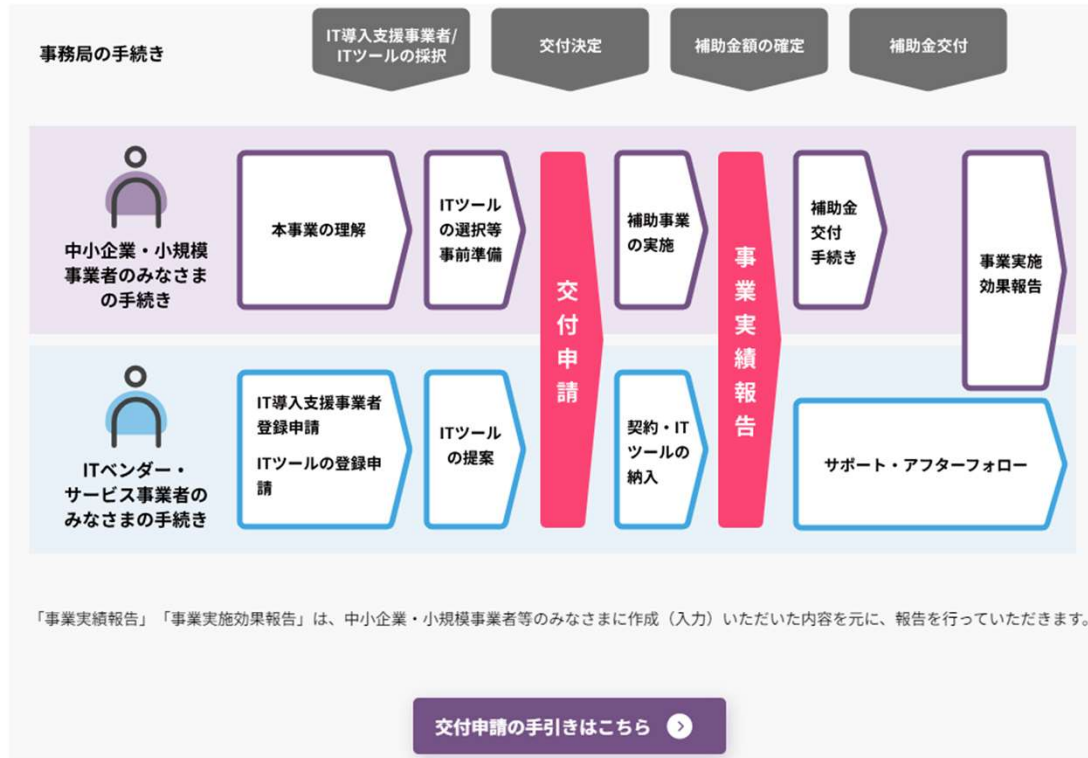 事務局の手続き
IT導入支援事業者/
ITツールの採択
交付決定
補助金額の確定
補助金交付
中小企業・小規模
事業者のみなさま
の手続き
本事業の理解
ITツール
の選択等
事前準備
交付申請
補助事業
の実施
事業実績報告
補助金
交付
手続き
事業実施
効果報告
ITベンダー・
サービス事業者の
みなさまの手続き
IT導入支援事業者
登録申請
ITツールの登録申
請
ITツール
の提案
契約・IT
ツールの
納入
サポート・アフターフォロー
「事業実績報告」「事業実施効果報告」は、中小企業・小規模事業者等のみなさまに作成（入力）いただいた内容を元に、報告を行っていただきます。
交付申請の手引きはこちら